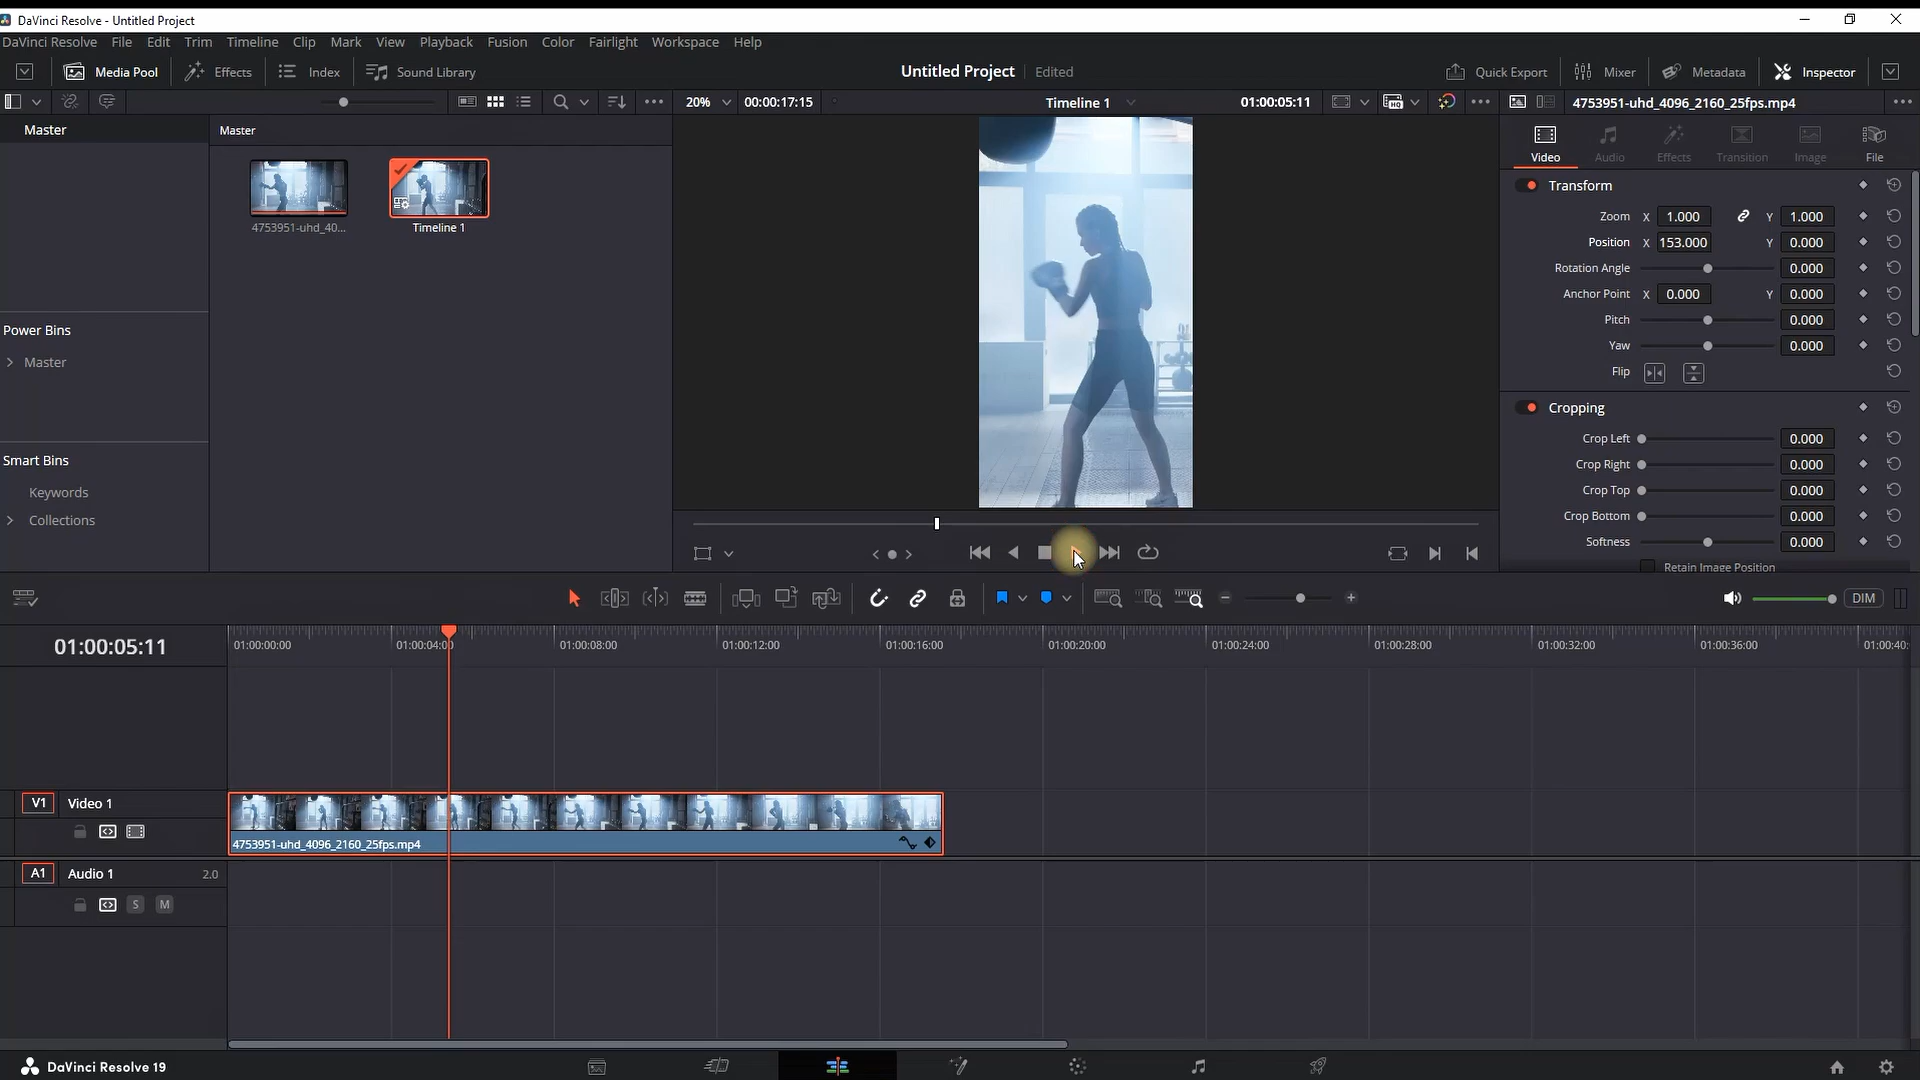 DaVinci Resolve - Untitled Project
DaVinci Resolve File Edit Trim Timeline Clip Mark View Playback Fusion Color Fairlight Workspace Help
Media Pool Effects Index Sound Library Untitled Project Edited Quick Export Mixer Metadata Inspector
20% 00:00:17:15 Timeline 1 01:00:05:11 4753951-uhd_4096_2160_25fps.mp4
Master
Master
Video Audio Effects Transition Image File
4753951-uhd_40...
Timeline 1
Power Bins
Master
Smart Bins
Keywords
Collections
Transform
Zoom X 1.000 Y 1.000
Position X 153.000 Y 0.000
Rotation Angle 0.000
Anchor Point X 0.000 Y 0.000
Pitch 0.000
Yaw 0.000
Flip
Cropping
Crop Left 0.000
Crop Right 0.000
Crop Top 0.000
Crop Bottom 0.000
Softness 0.000
Retain Image Position
DIM
01:00:05:11
01:00:00:00 01:00:04:00 01:00:08:00 01:00:12:00 01:00:16:00 01:00:20:00 01:00:24:00 01:00:28:00 01:00:32:00 01:00:36:00 01:00:40:
V1 Video 1
4753951-uhd_4096_2160_25fps.mp4
A1 Audio 1 2.0
S M
DaVinci Resolve 19